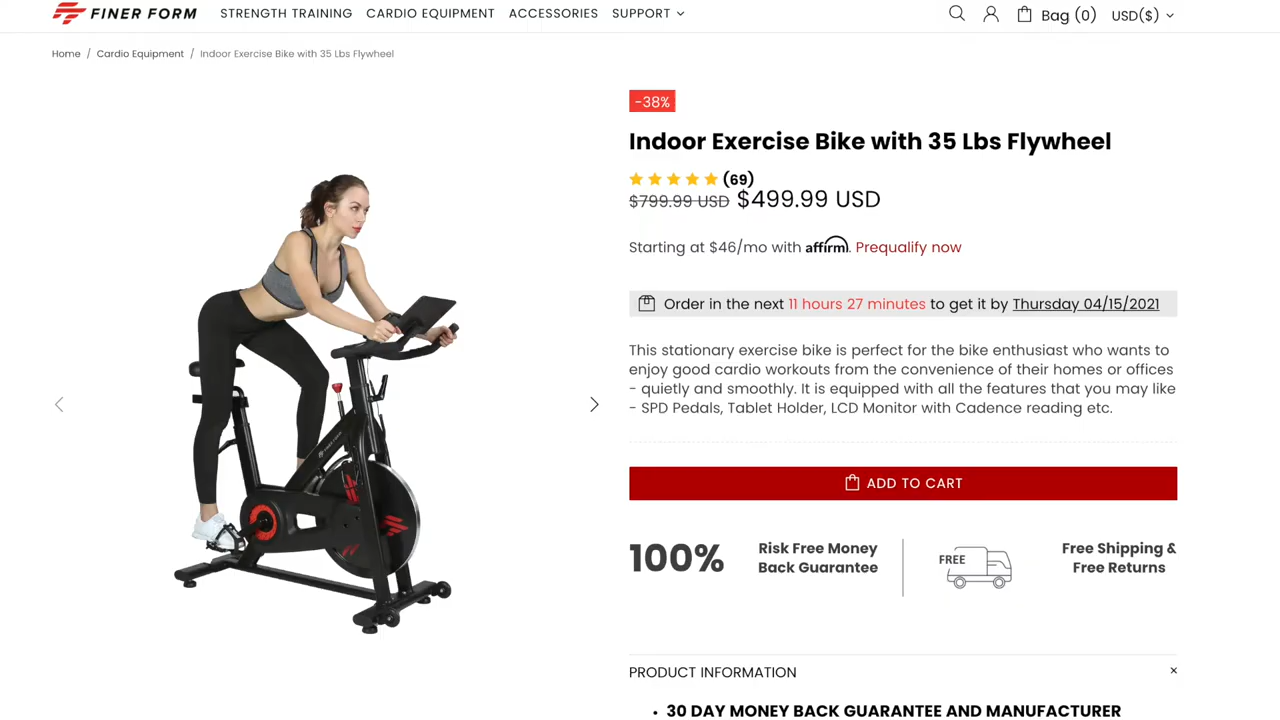 FINER FORM STRENGTH TRAINING CARDIO EQUIPMENT ACCESSORIES SUPPORT Bag (0) USD($)
Home / Cardio Equipment / Indoor Exercise Bike with 35 Lbs Flywheel
-38%
Indoor Exercise Bike with 35 Lbs Flywheel
(69)
$799.99 USD $499.99 USD
Starting at $46/mo with affirm. Prequalify now
Order in the next 11 hours 27 minutes to get it by Thursday 04/15/2021
This stationary exercise bike is perfect for the bike enthusiast who wants to
enjoy good cardio workouts from the convenience of their homes or offices
- quietly and smoothly. It is equipped with all the features that you may like
- SPD Pedals, Tablet Holder, LCD Monitor with Cadence reading etc.
ADD TO CART
100%
Risk Free Money
Back Guarantee
FREE
Free Shipping &
Free Returns
PRODUCT INFORMATION
• 30 DAY MONEY BACK GUARANTEE AND MANUFACTURER
FINER FORM